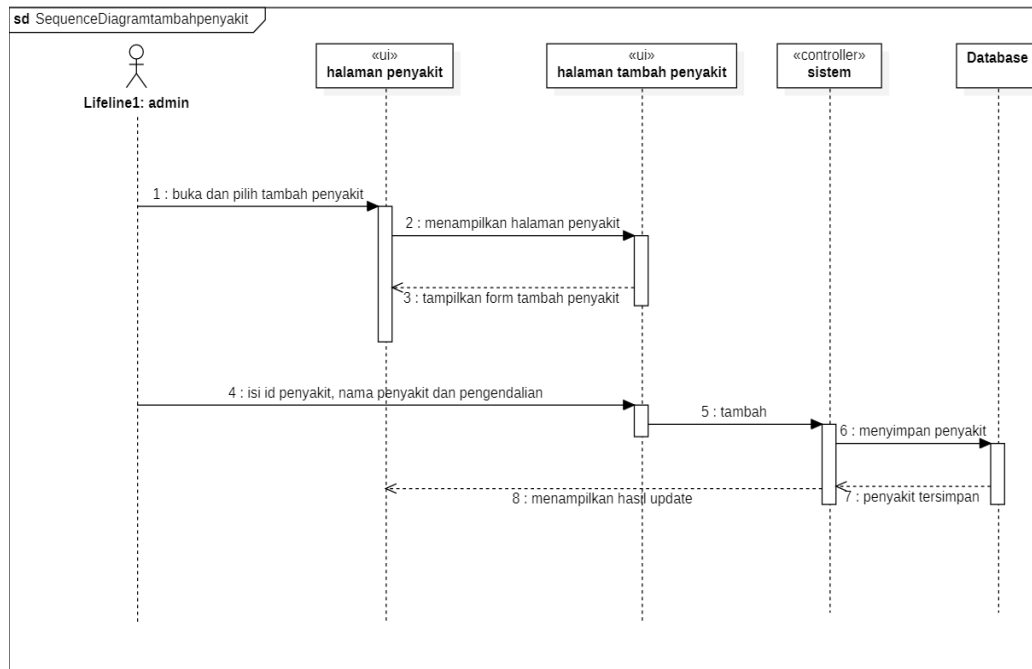 sd SequenceDiagramtambahpenyakit
Lifeline1: admin
«ui»
halaman penyakit
«ui»
halaman tambah penyakit
«controller»
sistem
Database
1 : buka dan pilih tambah penyakit
2 : menampilkan halaman penyakit
3 : tampilkan form tambah penyakit
4 : isi id penyakit, nama penyakit dan pengendalian
5 : tambah
6 : menyimpan penyakit
7 : penyakit tersimpan
8 : menampilkan hasil update